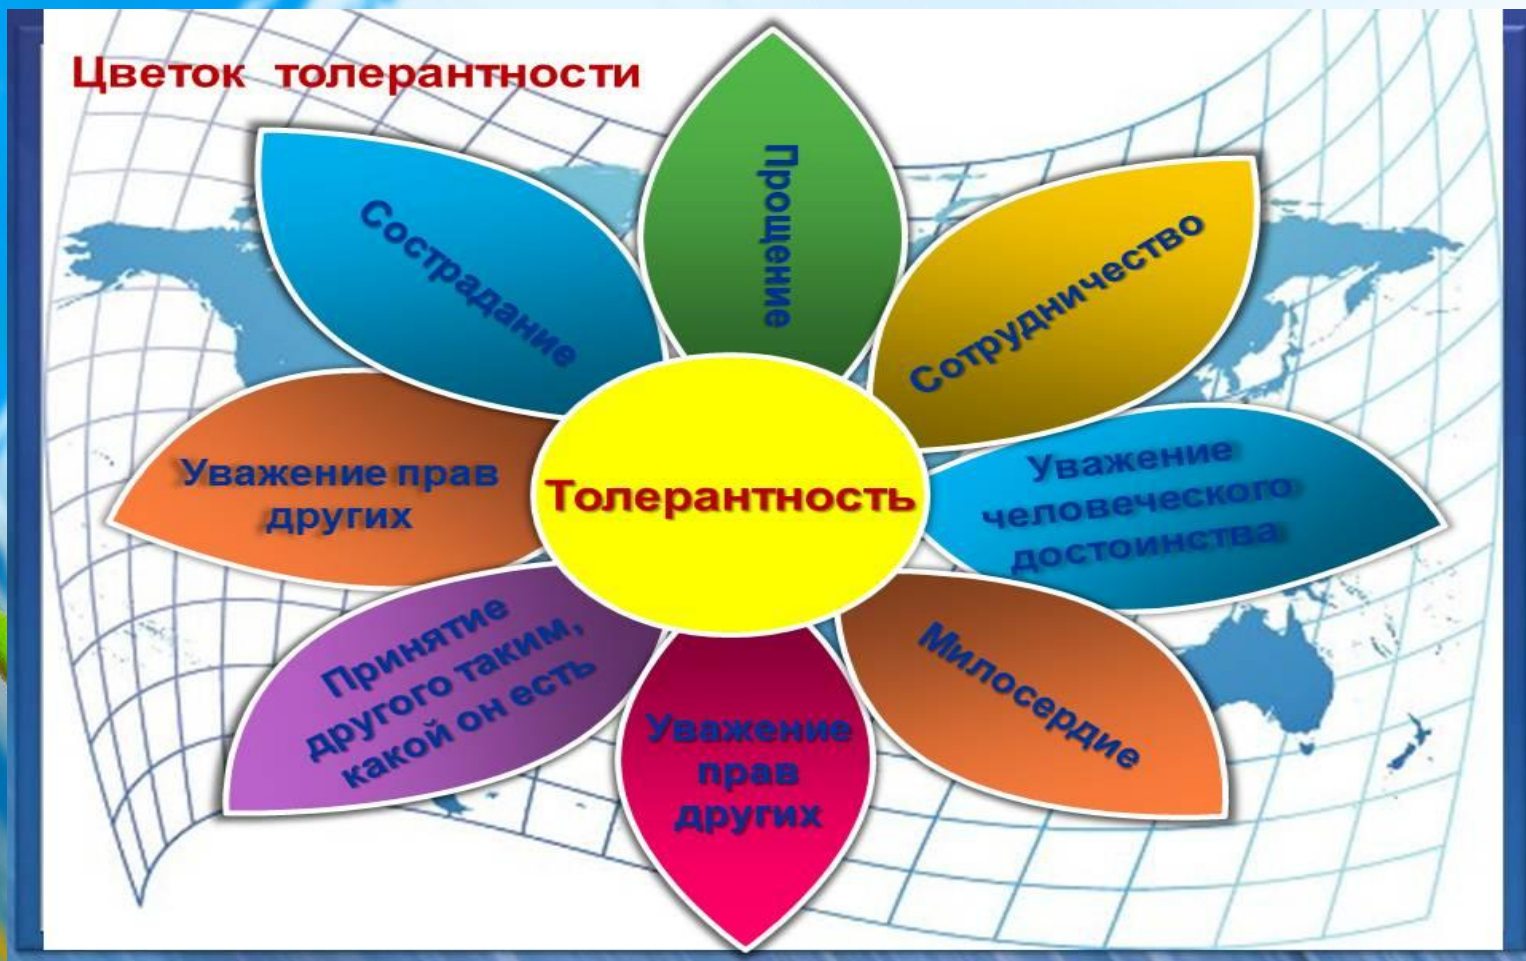 Цветок толерантности
Прощение
Сострадание
Сотрудничество
Уважение прав
других
Толерантность
Уважение
человеческого
достоинства
Принятие
другого таким,
какой он есть
Милосердие
Уважение
прав
других